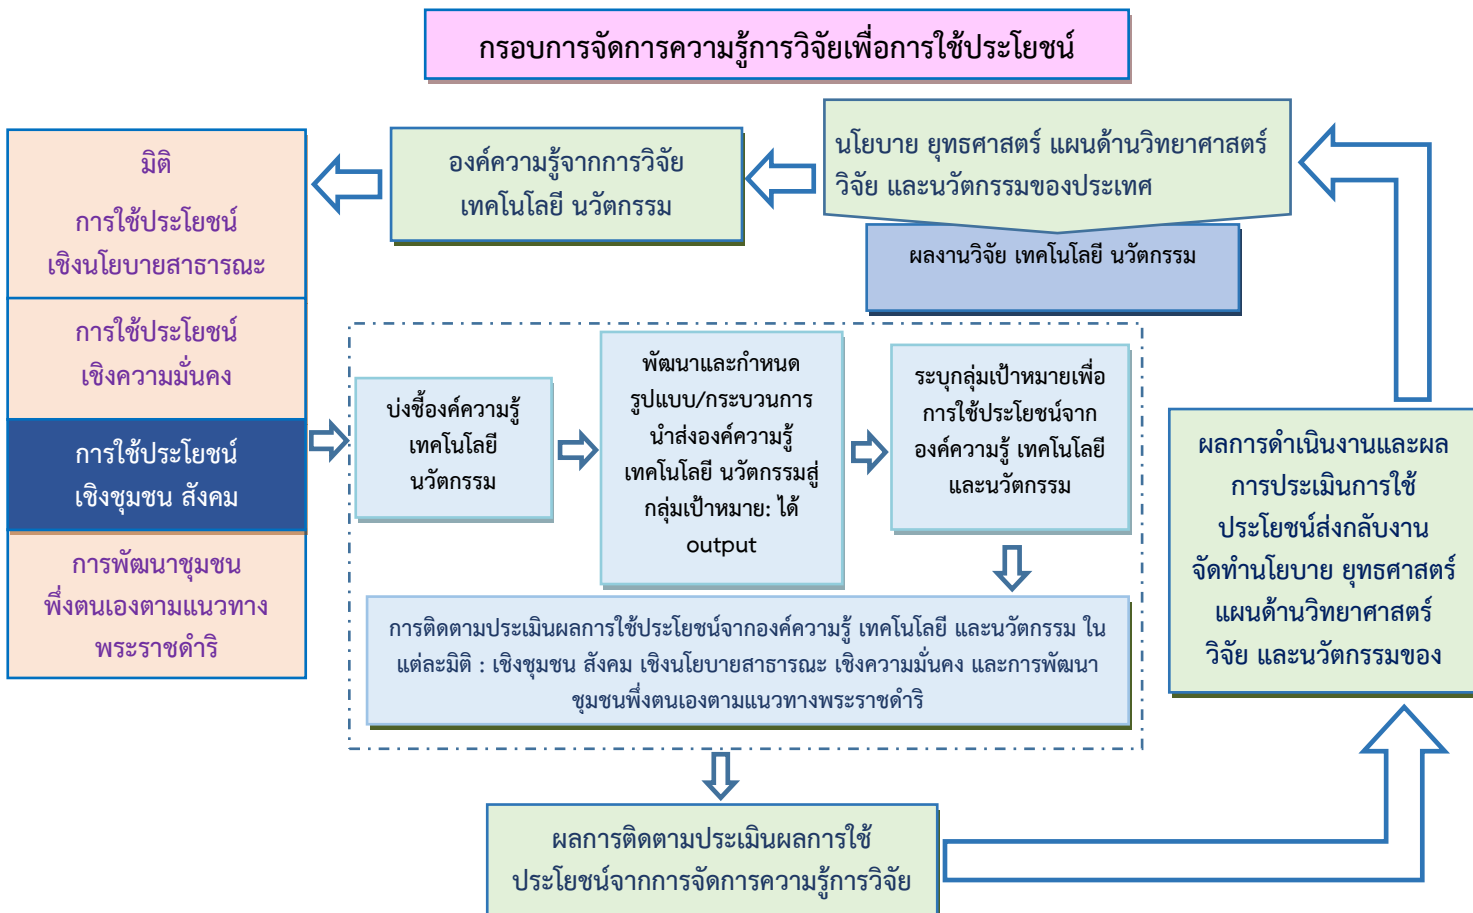 กรอบการจัดการความรู้การวิจัยเพื่อการใช้ประโยชน์
นโยบาย ยุทธศาสตร์ แผนด้านวิทยาศาสตร์
วิจัย และนวัตกรรมของประเทศ
ผลงานวิจัย เทคโนโลยี นวัตกรรม
องค์ความรู้จากการวิจัย
เทคโนโลยี นวัตกรรม
มิติ
การใช้ประโยชน์
เชิงนโยบายสาธารณะ
การใช้ประโยชน์
เชิงความมั่นคง
การใช้ประโยชน์
เชิงชุมชน สังคม
การพัฒนาชุมชน
พึ่งตนเองตามแนวทาง
พระราชดำริ
บ่งชี้องค์ความรู้
เทคโนโลยี
นวัตกรรม
พัฒนาและกำหนด
รูปแบบ/กระบวนการ
นำส่งองค์ความรู้
เทคโนโลยี นวัตกรรมสู่
กลุ่มเป้าหมาย: ได้
output
ระบุกลุ่มเป้าหมายเพื่อ
การใช้ประโยชน์จาก
องค์ความรู้ เทคโนโลยี
และนวัตกรรม
การติดตามประเมินผลการใช้ประโยชน์จากองค์ความรู้ เทคโนโลยี และนวัตกรรม ใน
แต่ละมิติ : เชิงชุมชน สังคม เชิงนโยบายสาธารณะ เชิงความมั่นคง และการพัฒนา
ชุมชนพึ่งตนเองตามแนวทางพระราชดำริ
ผลการติดตามประเมินผลการใช้
ประโยชน์จากการจัดการความรู้การวิจัย
ผลการดำเนินงานและผล
การประเมินการใช้
ประโยชน์ส่งกลับงาน
จัดทำนโยบาย ยุทธศาสตร์
แผนด้านวิทยาศาสตร์
วิจัย และนวัตกรรมของ